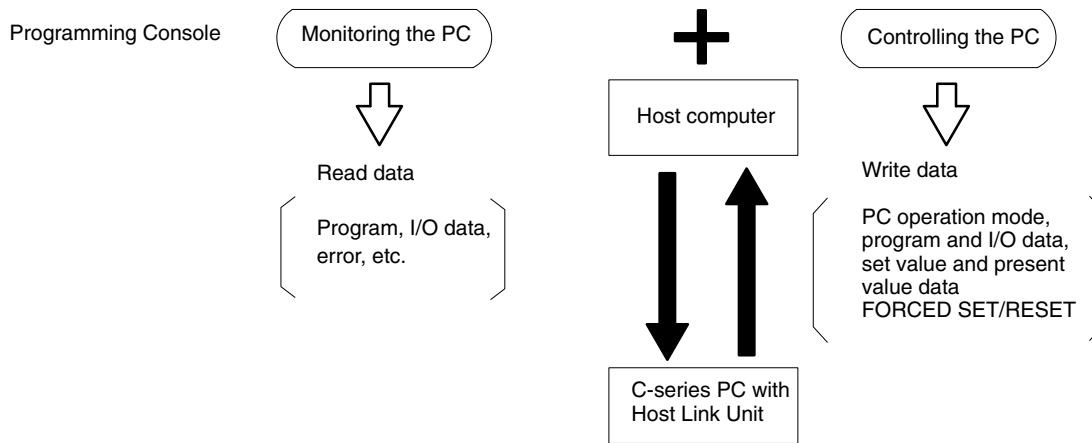 Programming Console
Monitoring the PC
Controlling the PC
Host computer
Read data
Program, I/O data,
error, etc.
Write data
PC operation mode,
program and I/O data,
set value and present
value data
FORCED SET/RESET
C-series PC with
Host Link Unit